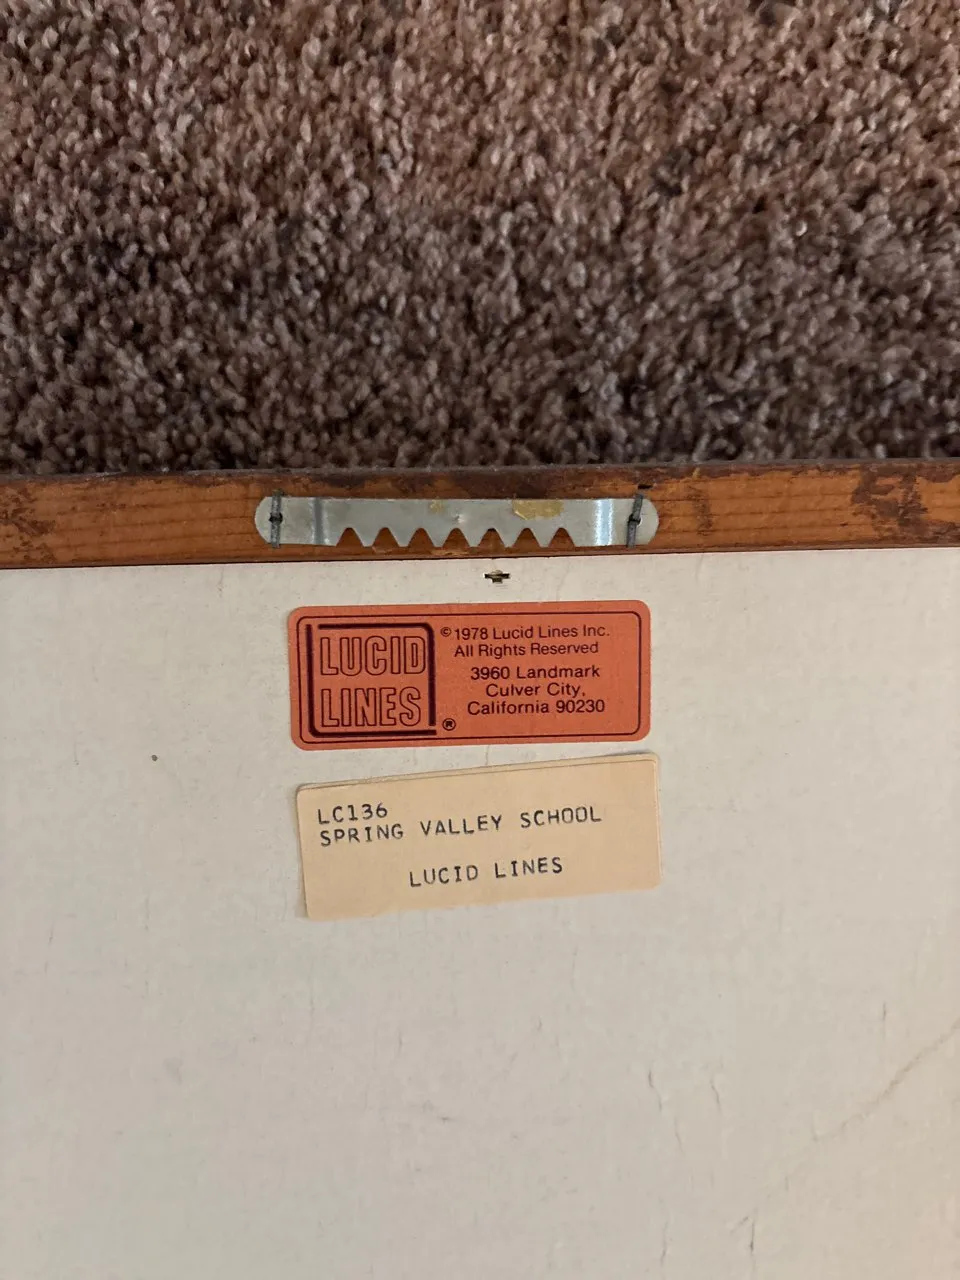 LUCID
LINES
®
©1978 Lucid Lines Inc.
All Rights Reserved
3960 Landmark
Culver City,
California 90230
LC136
SPRING VALLEY SCHOOL
LUCID LINES